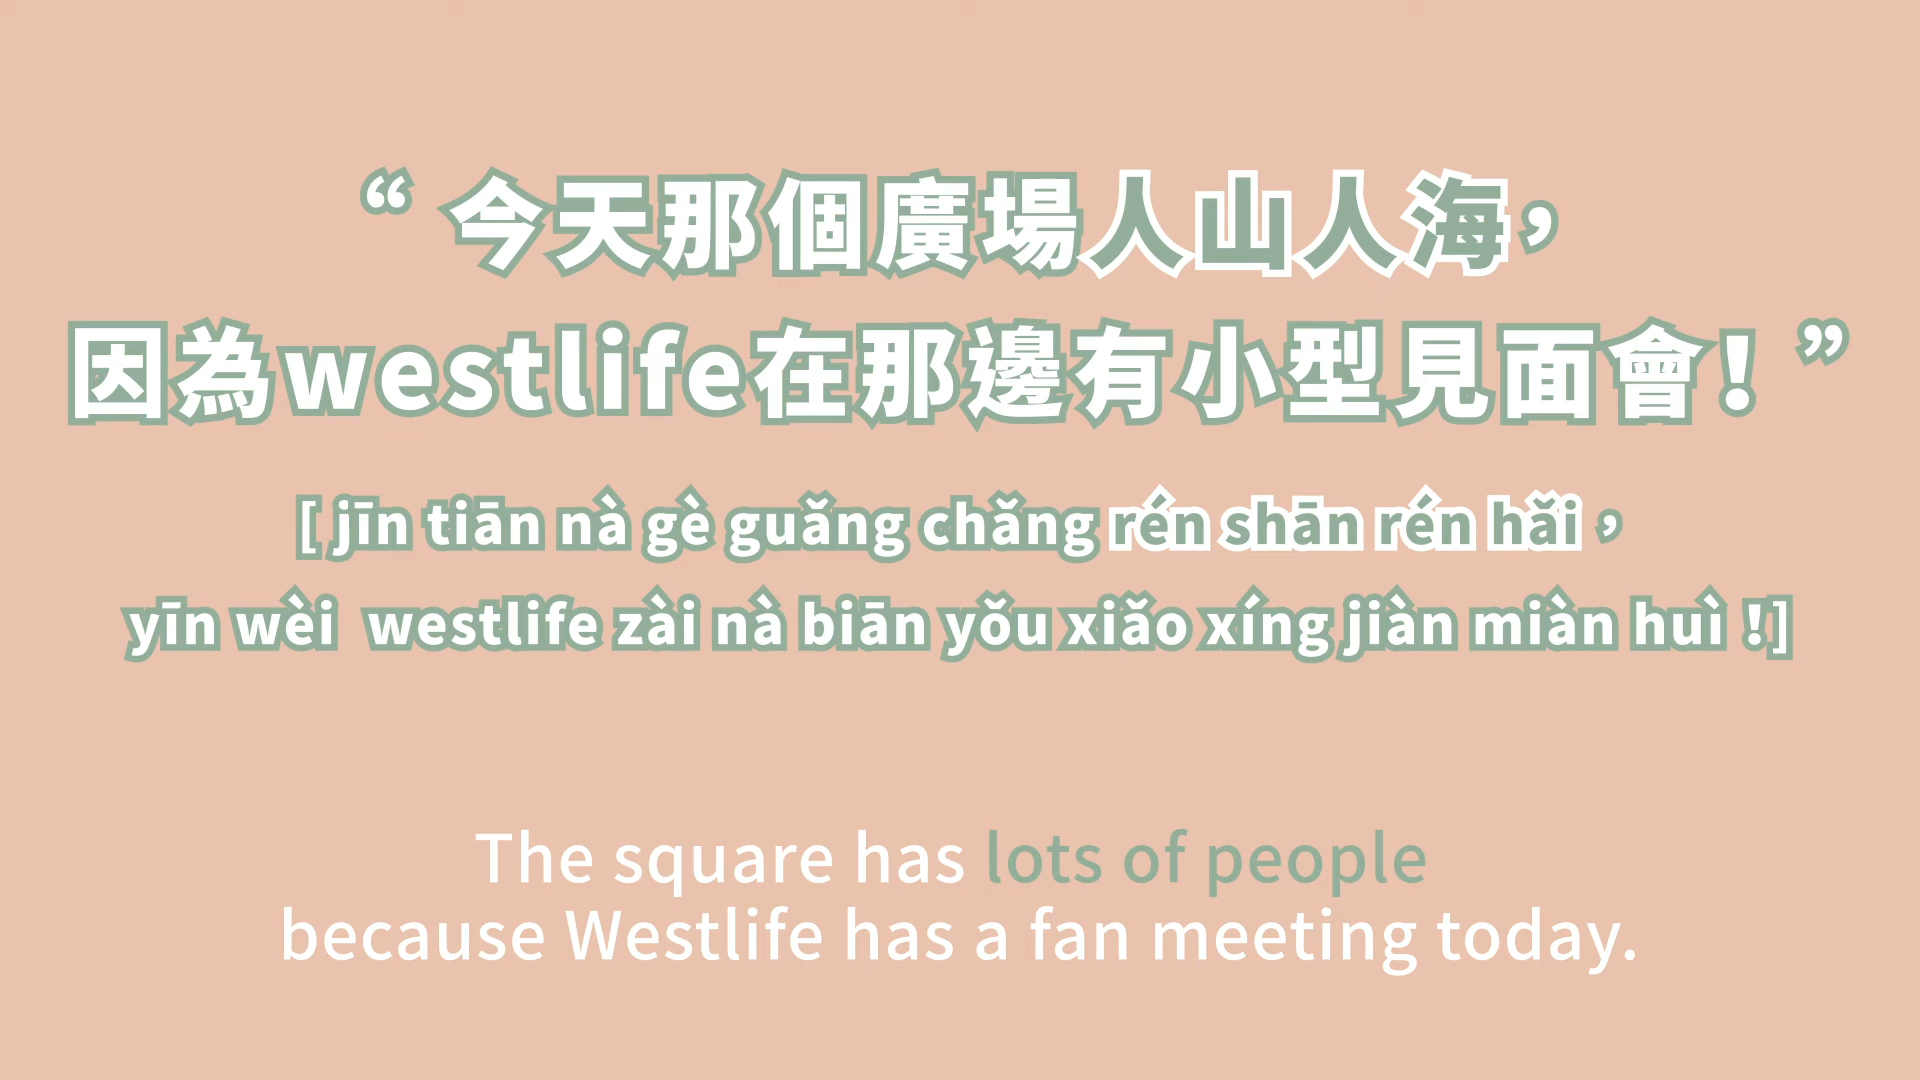 “ 今天那個廣場人山人海，
因為westlife在那邊有小型見面會！”
[ jīn tiān nà gè guǎng chǎng rén shān rén hǎi ,
yīn wèi westlife zài nà biān yǒu xiǎo xíng jiàn miàn huì !]
The square has lots of people
because Westlife has a fan meeting today.